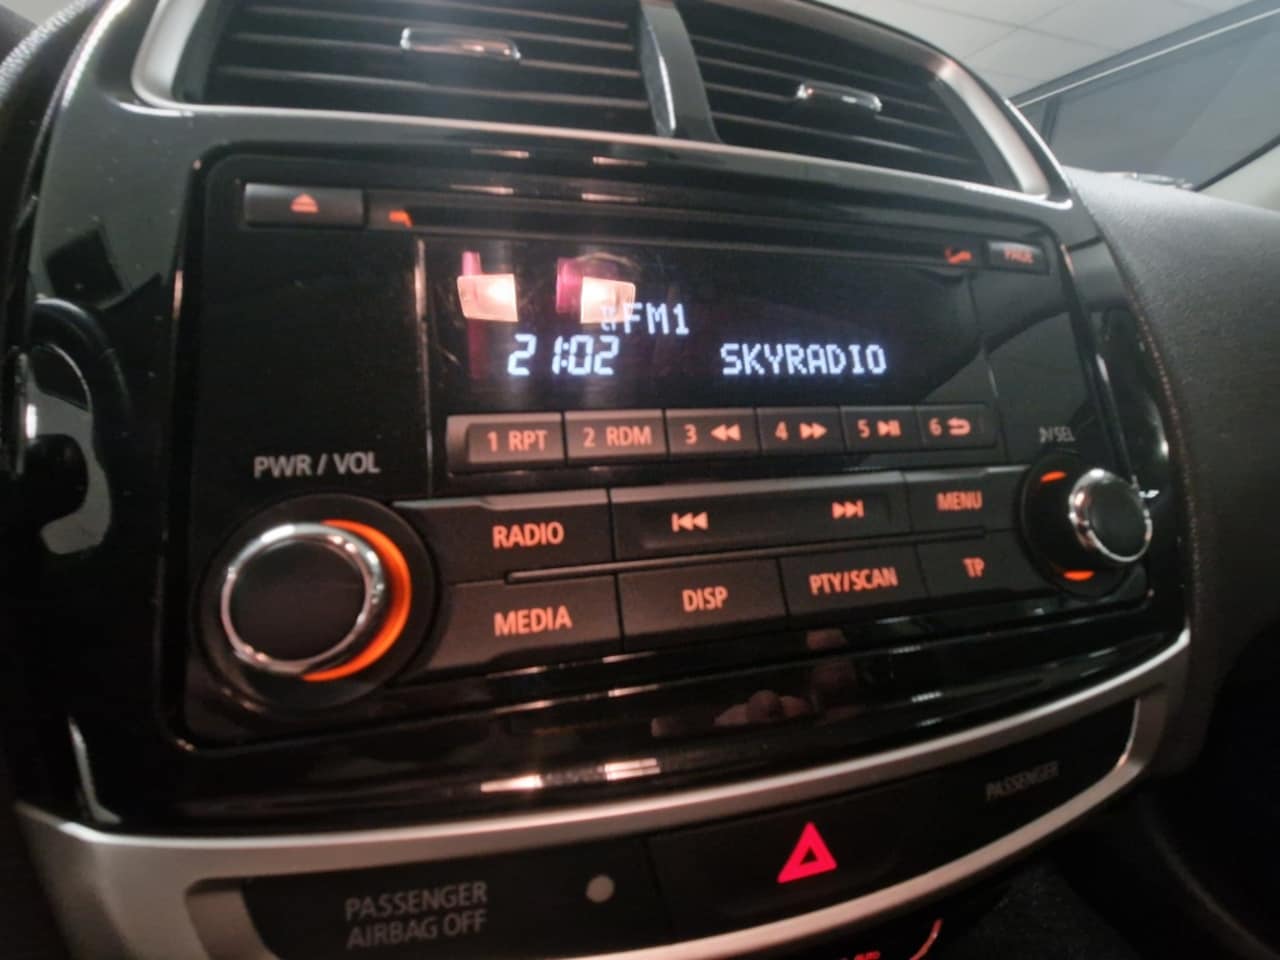 PAGE
FM1
21:02 SKYRADIO
1 RPT 2 RDM 3 4 5 6
PWR / VOL
SEL
RADIO MENU
MEDIA DISP PTY/SCAN TP
PASSENGER
PASSENGER
AIRBAG OFF